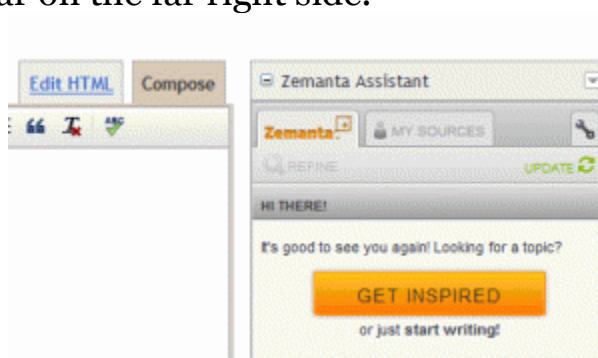 ar on the far right side.
Edit HTML Compose
Zemanta Assistant
ABC
Zemanta MY SOURCES
REFINE UPDATE
HI THERE!
It's good to see you again! Looking for a topic?
GET INSPIRED
or just start writing!